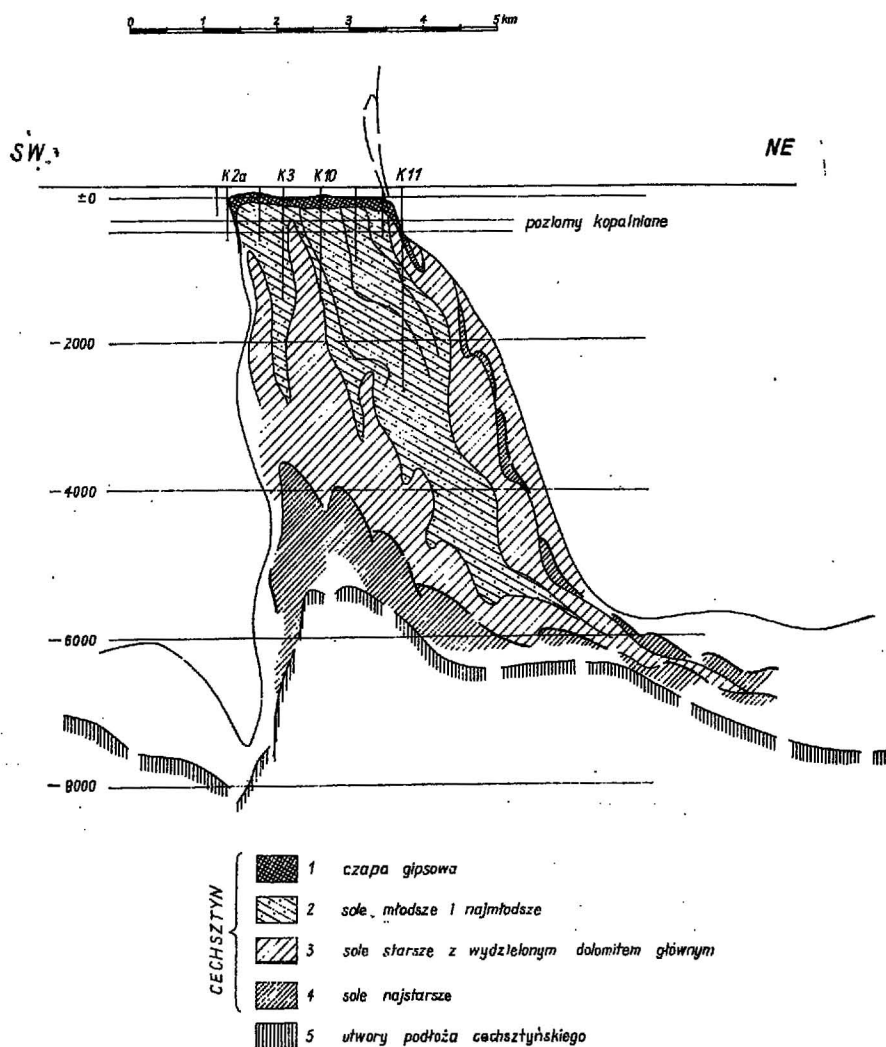 0 1 2 3 4 5 km
SW
NE
K2a K3 K10 K11
±0
poziomy kopalniane
-2000
-4000
-6000
-8000
CECHSZTYN
1 czapa gipsowa
2 sole młodsze i najmłodsze
3 sole starsze z wydzielonym dolomitem głównym
4 sole najstarsze
5 utwory podłoża cechsztyńskiego